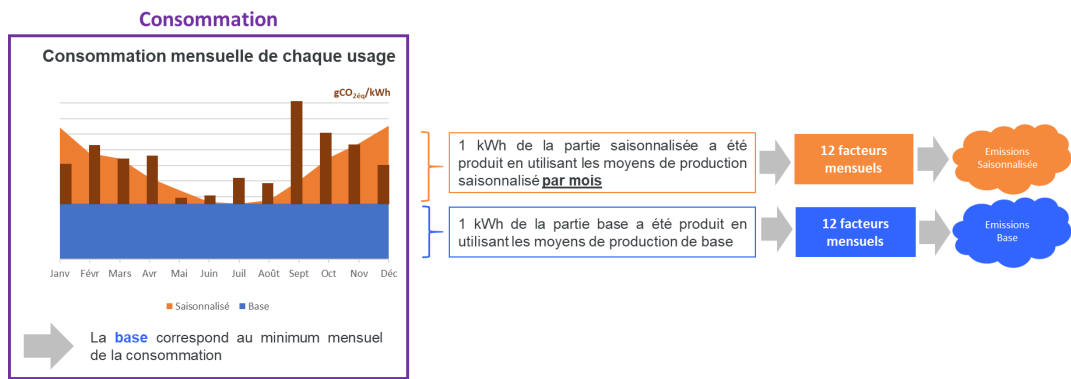 Consommation
Consommation mensuelle de chaque usage
gCO2éq/kWh
Janv Févr Mars Avr Mai Juin Juil Août Sept Oct Nov Déc
Saisonnalisé Base
La base correspond au minimum mensuel
de la consommation
1 kWh de la partie saisonnalisée a été
produit en utilisant les moyens de production
saisonnalisé par mois
12 facteurs
mensuels
Emissions
Saisonnalisée
1 kWh de la partie base a été produit en
utilisant les moyens de production de base
12 facteurs
mensuels
Emissions
Base